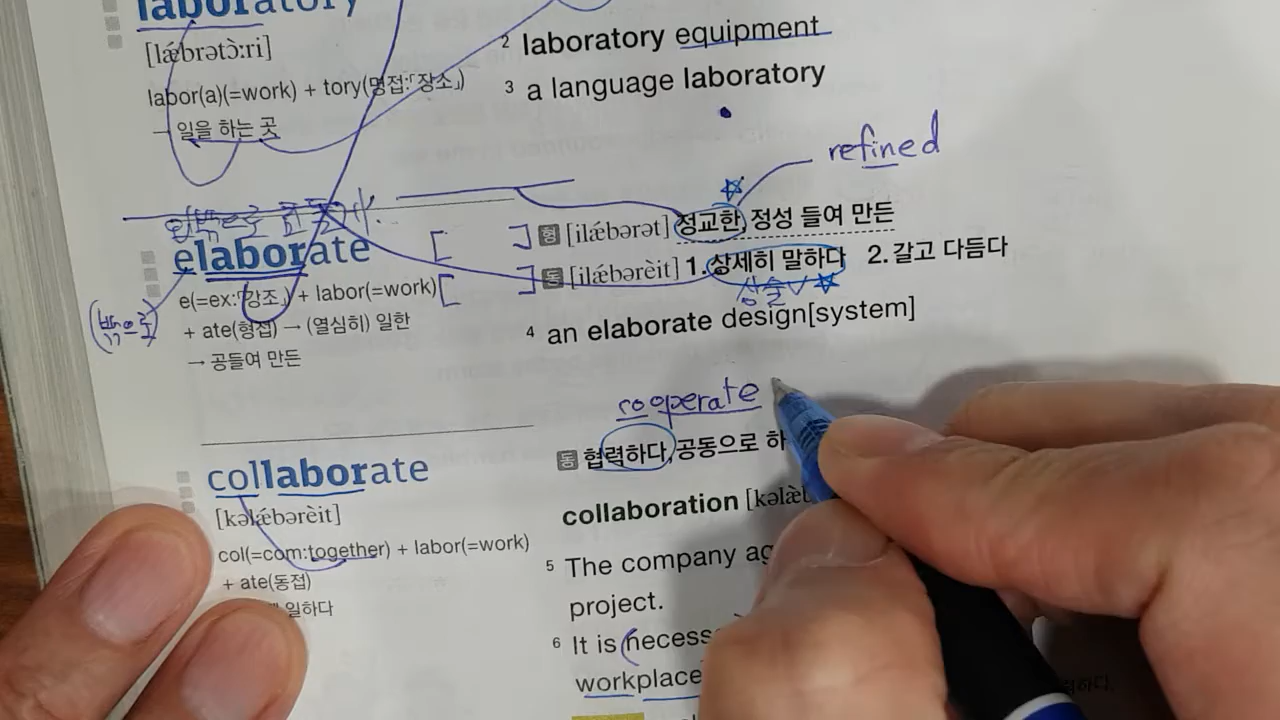 laboratory
[lǽbrətɔ̀ːri]
labor(a)(=work) + tory(명접:「장소」)
→ 일을 하는 곳
2 laboratory equipment
3 a language laboratory
refined
elaborate
e(=ex:「강조」) + labor(=work)
+ ate(형접) → (열심히) 일한
→ 공들여 만든
(밖으로)
[ ] 형 [ilǽbərət] 정교한, 정성 들여 만든
[ ] 동 [ilǽbərèit] 1. 상세히 말하다 2. 갈고 다듬다
상술
4 an elaborate design[system]
cooperate
collaborate
[kəlǽbərèit]
col(=com:together) + labor(=work)
+ ate(동접)
일하다
동 협력하다, 공동으로 하
collaboration [kəlæ̀b
5 The company ag
project.
6 It is necess
workplace